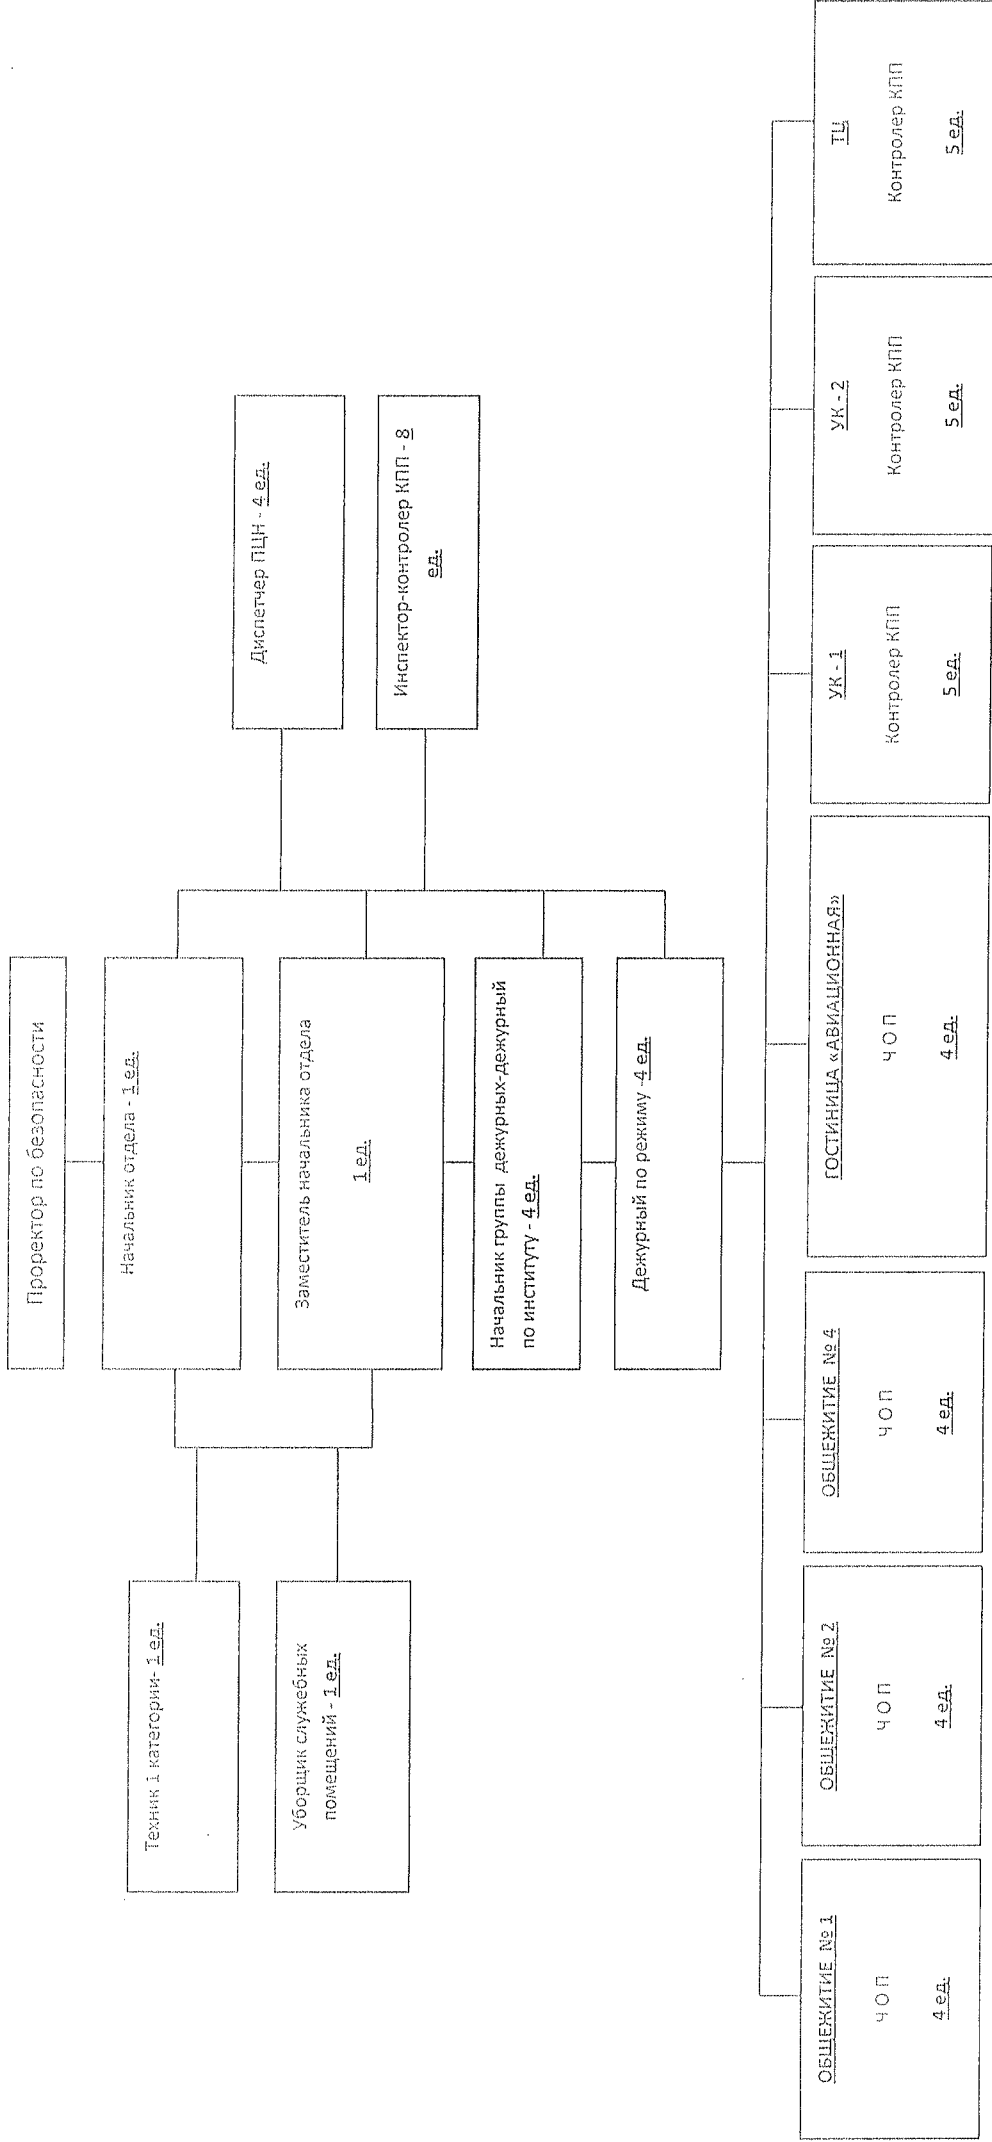 Проректор по безопасности
Начальник отдела - 1 ед.
Техник 1 категории- 1 ед.
Диспетчер ПЦН - 4 ед.
Заместитель начальника отдела
1 ед.
Уборщик служебных
помещений - 1 ед.
Инспектор-контролер КПП - 8
ед.
Начальник группы дежурных-дежурный
по институту - 4 ед.
Дежурный по режиму -4 ед.
ОБЩЕЖИТИЕ № 1
Ч О П
4 ед.
ОБЩЕЖИТИЕ № 2
Ч О П
4 ед.
ОБЩЕЖИТИЕ № 4
Ч О П
4 ед.
ГОСТИНИЦА «АВИАЦИОННАЯ»
Ч О П
4 ед.
УК - 1
Контролер КПП
5 ед.
УК - 2
Контролер КПП
5 ед.
ТЦ
Контролер КПП
5 ед.